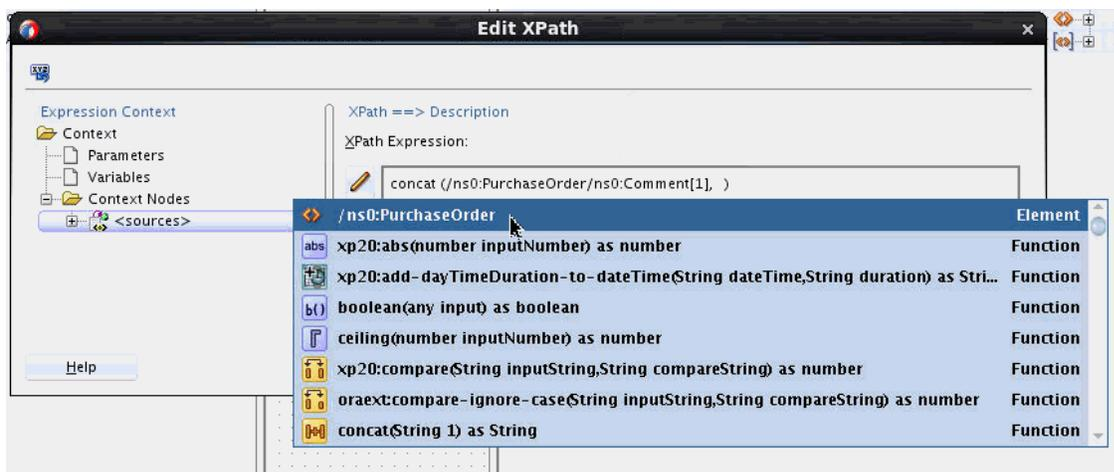 Edit XPath
Expression Context
Context
Parameters
Variables
Context Nodes
<sources>
Help
XPath ==> Description
XPath Expression:
concat (/ns0:PurchaseOrder/ns0:Comment[1],  )
/ns0:PurchaseOrder Element
abs xp20:abs(number inputNumber) as number Function
xp20:add-dayTimeDuration-to-dateTime(String dateTime,String duration) as Stri... Function
b() boolean(any input) as boolean Function
ceiling(number inputNumber) as number Function
xp20:compare(String inputString,String compareString) as number Function
oraext:compare-ignore-case(String inputString,String compareString) as number Function
concat(String 1) as String Function